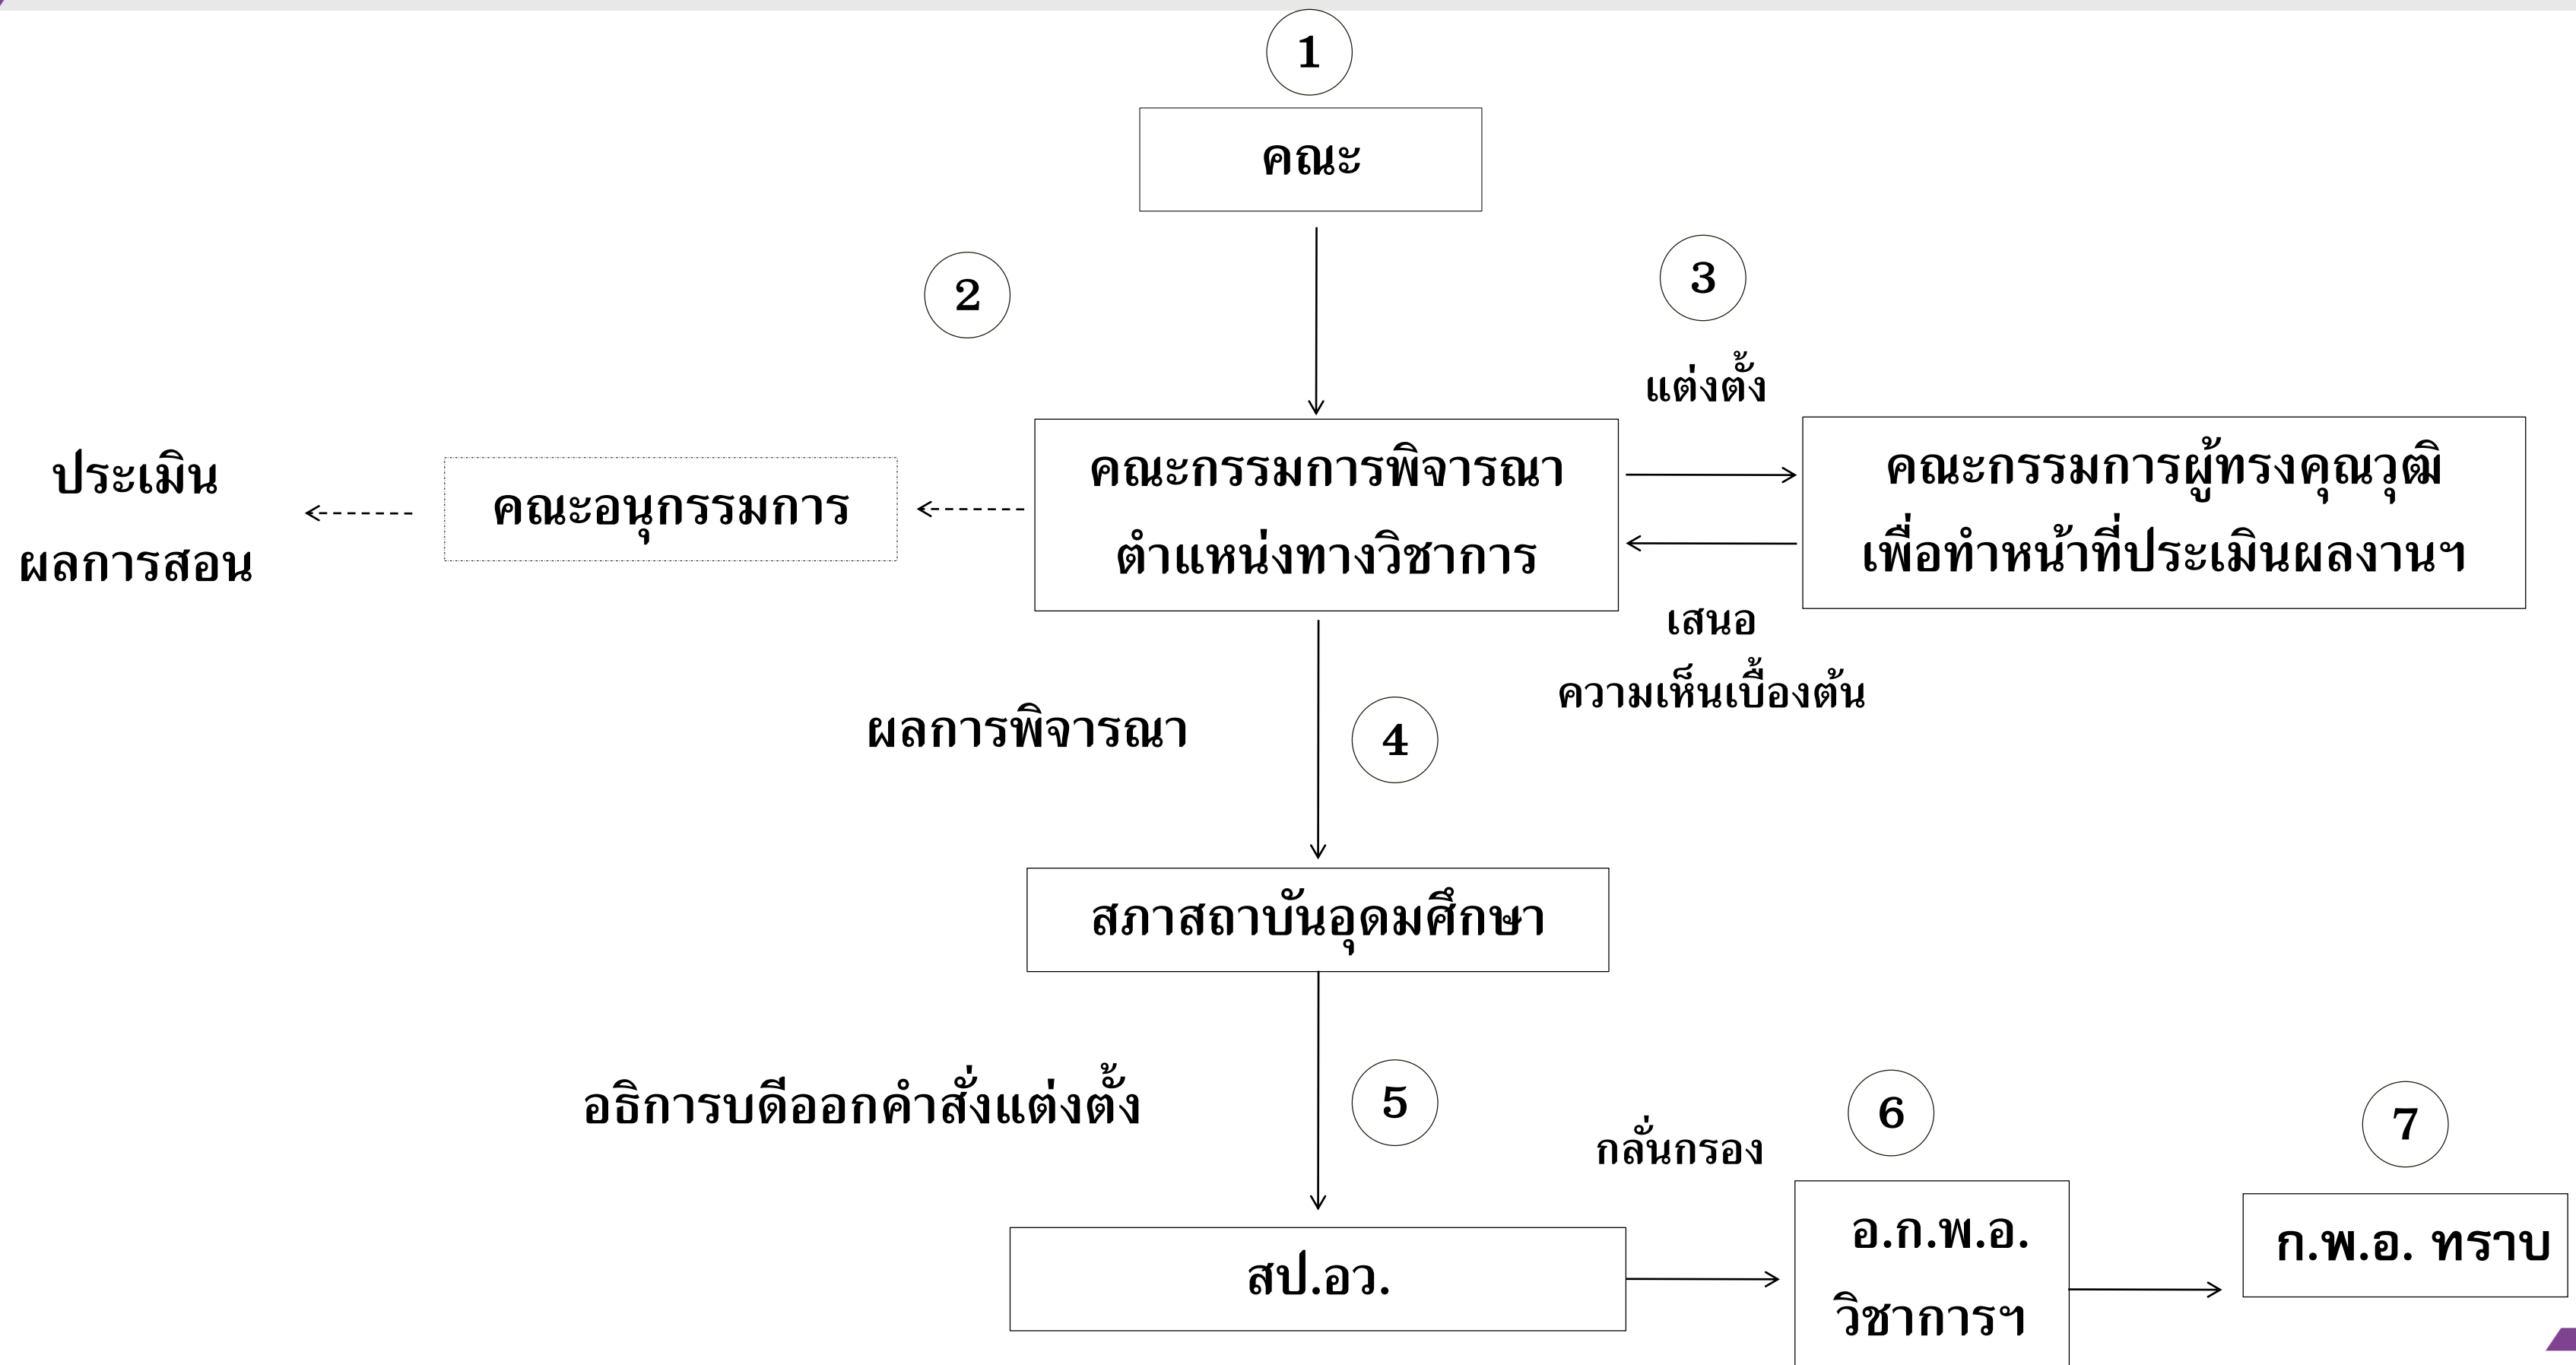 1
คณะ
2
3
แต่งตั้ง
ประเมิน
ผลการสอน
คณะอนุกรรมการ
คณะกรรมการพิจารณา
ตำแหน่งทางวิชาการ
คณะกรรมการผู้ทรงคุณวุฒิ
เพื่อทำหน้าที่ประเมินผลงานฯ
เสนอ
ความเห็นเบื้องต้น
ผลการพิจารณา
4
สภาสถาบันอุดมศึกษา
อธิการบดีออกคำสั่งแต่งตั้ง
5
กลั่นกรอง
6
7
สป.อว.
อ.ก.พ.อ.
วิชาการฯ
ก.พ.อ. ทราบ